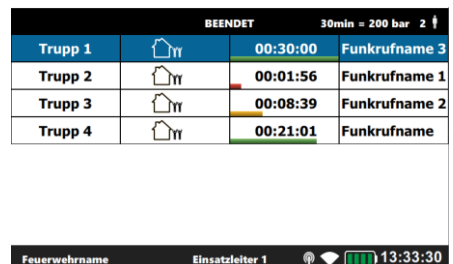 BEENDET 30min = 200 bar 2
Trupp 1 00:30:00 Funkrufname 3
Trupp 2 00:01:56 Funkrufname 1
Trupp 3 00:08:39 Funkrufname 2
Trupp 4 00:21:01 Funkrufname
Feuerwehrname Einsatzleiter 1 13:33:30